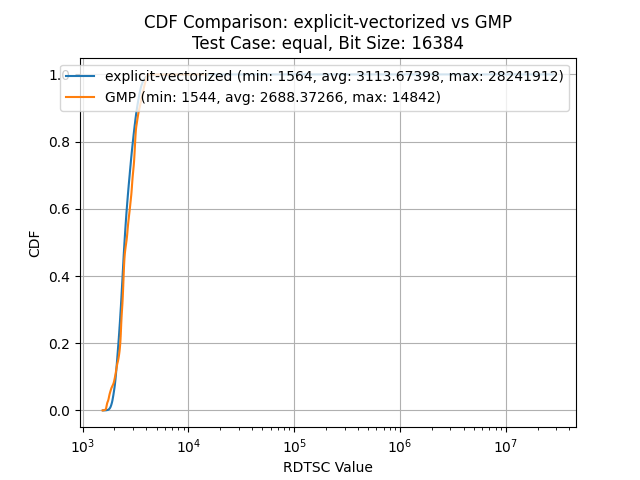 CDF Comparison: explicit-vectorized vs GMP
Test Case: equal, Bit Size: 16384
explicit-vectorized (min: 1564, avg: 3113.67398, max: 28241912)
GMP (min: 1544, avg: 2688.37266, max: 14842)
1.0
0.8
0.6
0.4
0.2
0.0
CDF
10³ 10⁴ 10⁵ 10⁶ 10⁷
RDTSC Value